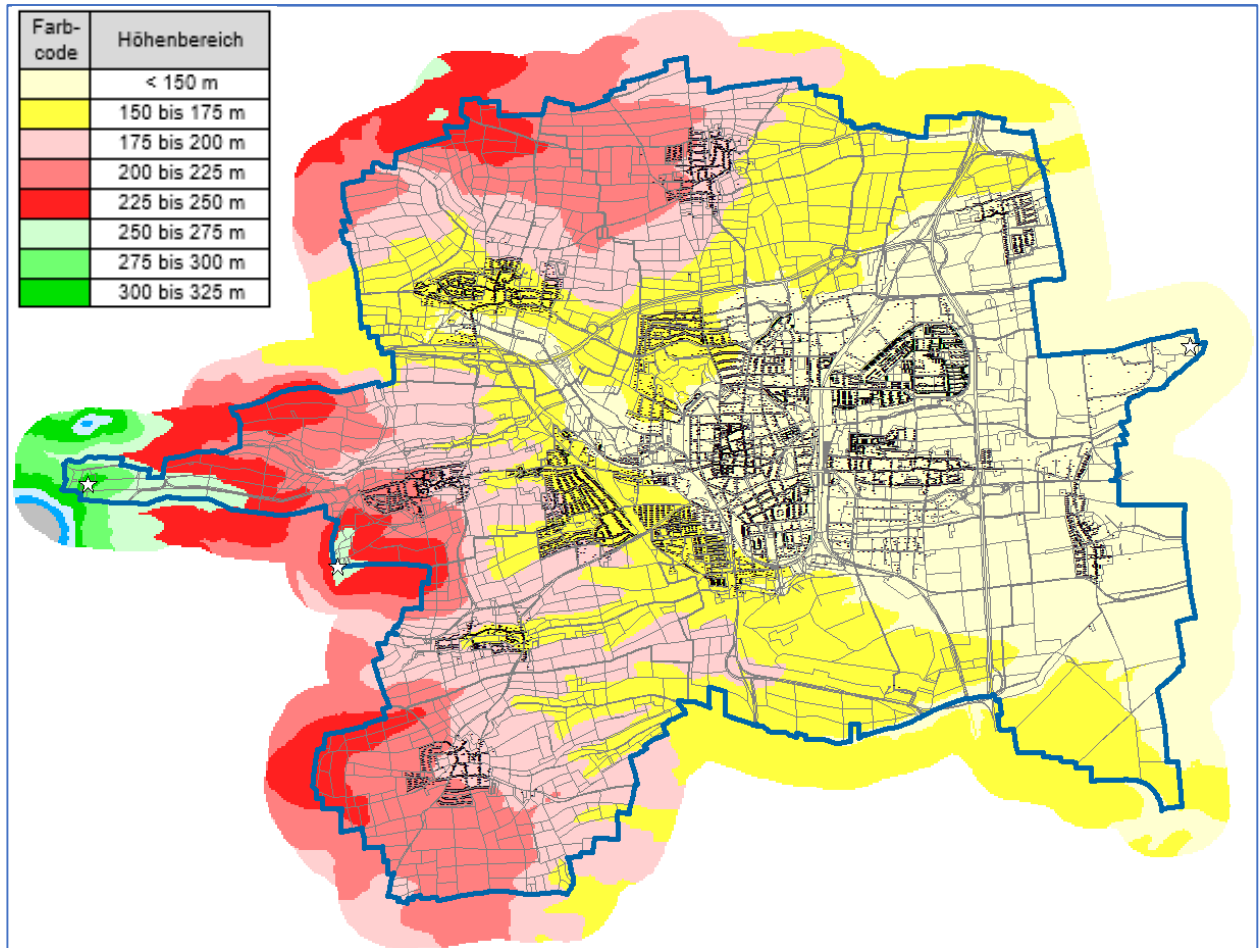 Farb-
code
Höhenbereich
< 150 m
150 bis 175 m
175 bis 200 m
200 bis 225 m
225 bis 250 m
250 bis 275 m
275 bis 300 m
300 bis 325 m